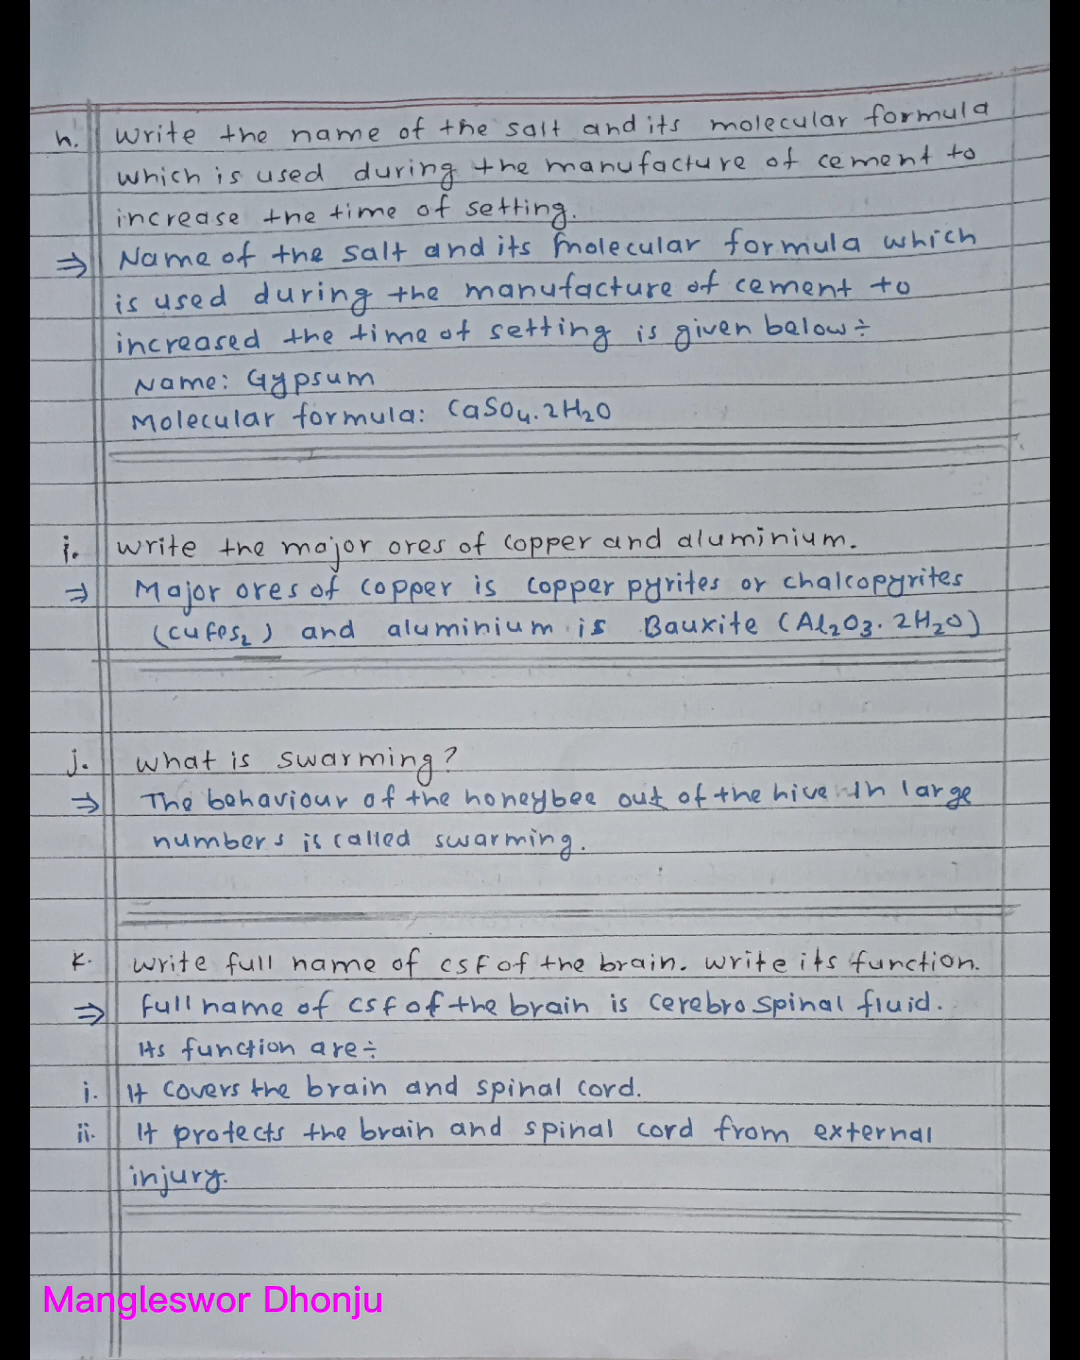 h. Write the name of the salt and its molecular formula
which is used during the manufacture of cement to
increase the time of setting.
⇒ Name of the salt and its molecular formula which
is used during the manufacture of cement to
increased the time of setting is given below÷
Name: Gypsum
Molecular formula: CaSO₄.2H₂O
i. Write the major ores of copper and aluminium.
⇒ Major ores of copper is copper pyrites or chalcopyrites
(CuFeS₂) and aluminium is Bauxite (Al₂O₃.2H₂O)
j. What is swarming?
⇒ The behaviour of the honeybee out of the hive in large
numbers is called swarming.
k. Write full name of CSF of the brain. Write its function.
⇒ Full name of CSF of the brain is cerebro spinal fluid.
Its function are÷
i. It covers the brain and spinal cord.
ii. It protects the brain and spinal cord from external
injury.
Mangleswor Dhonju